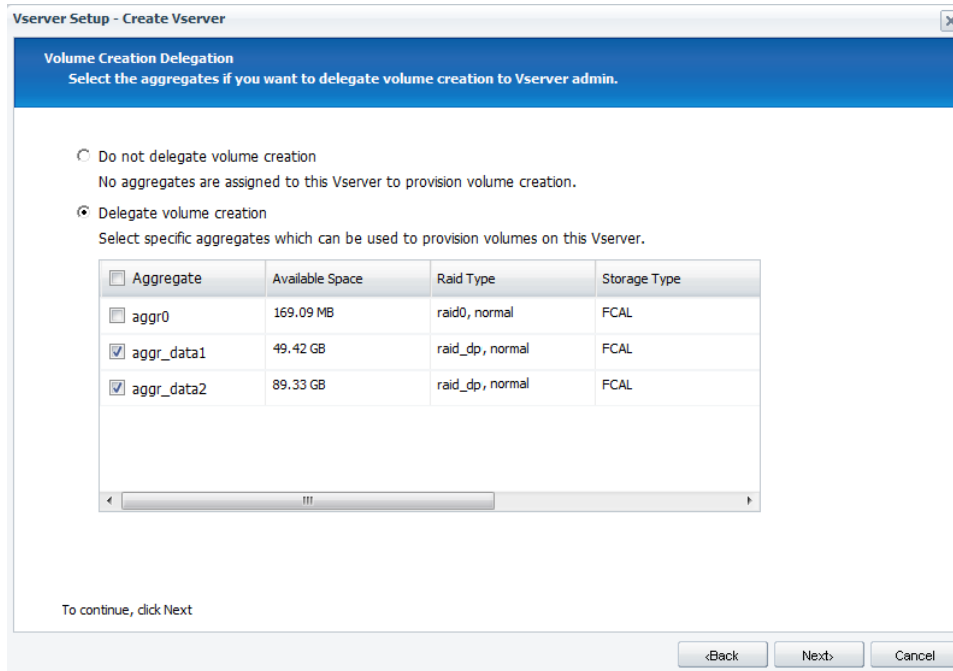 Vserver Setup - Create Vserver
Volume Creation Delegation
Select the aggregates if you want to delegate volume creation to Vserver admin.
Do not delegate volume creation
No aggregates are assigned to this Vserver to provision volume creation.
Delegate volume creation
Select specific aggregates which can be used to provision volumes on this Vserver.
Aggregate Available Space Raid Type Storage Type
aggr0 169.09 MB raid0, normal FCAL
aggr_data1 49.42 GB raid_dp, normal FCAL
aggr_data2 89.33 GB raid_dp, normal FCAL
To continue, click Next
‹Back Next› Cancel